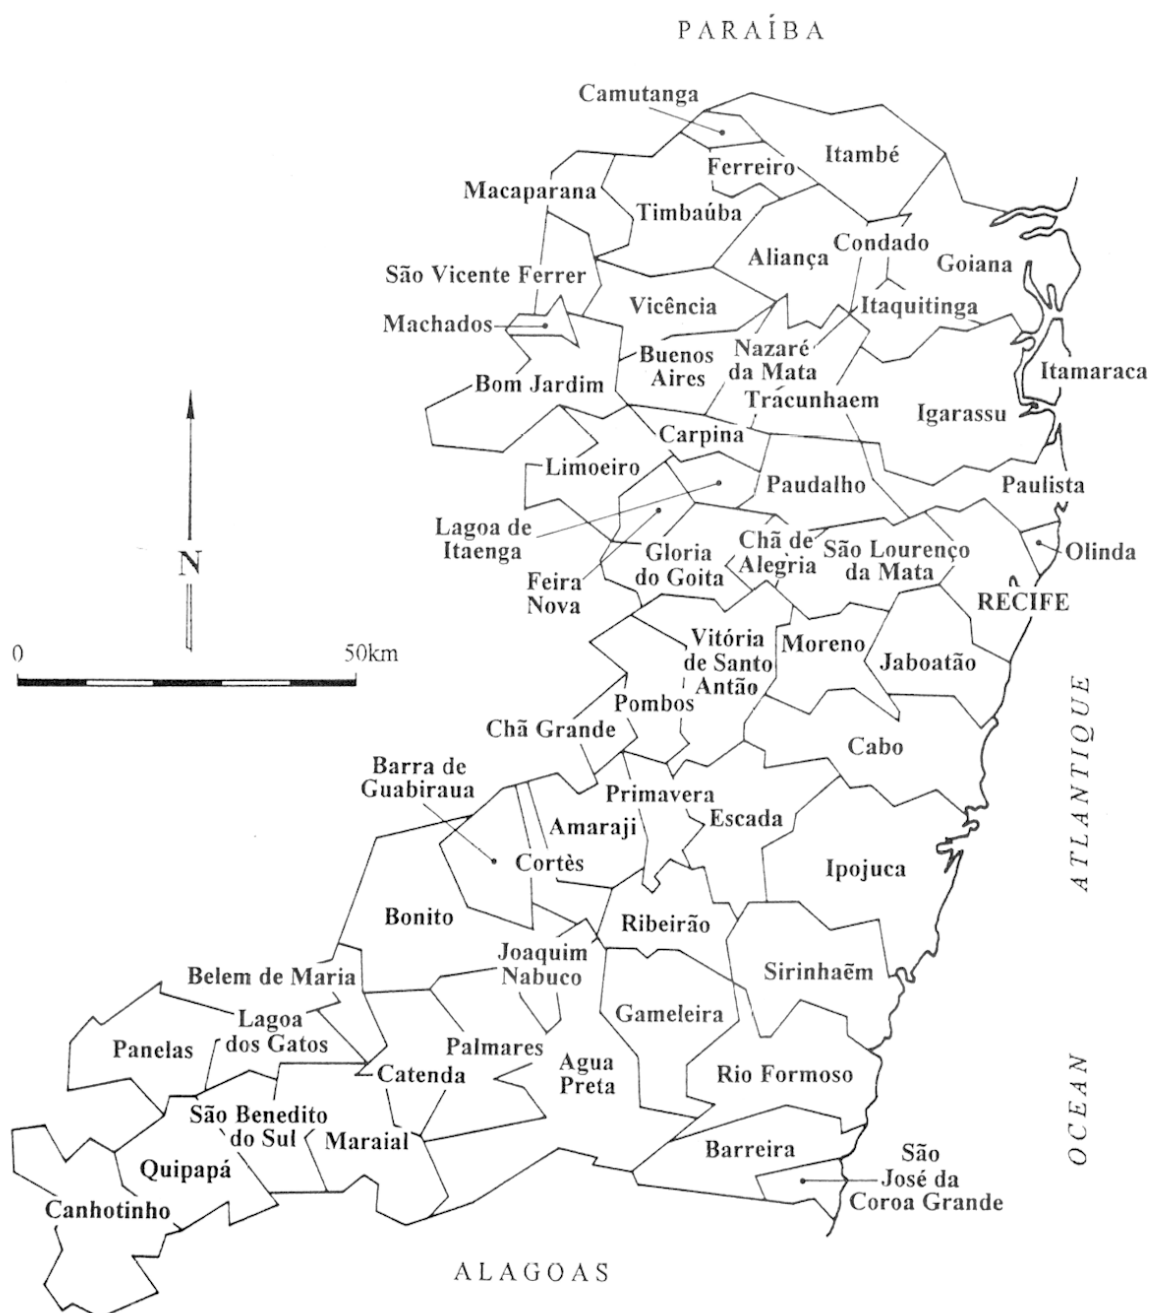 PARAÍBA
Camutanga
Itambé
Ferreiro
Macaparana
Timbaúba
Condado
Aliança
Goiana
São Vicente Ferrer
Vicência
Itaquitinga
Machados
Buenos
Aires
Nazaré
da Mata
Itamaraca
Bom Jardim
Trácunhaem
Igarassu
Carpina
Limoeiro
Paudalho
Paulista
Lagoa de
Itaenga
Chã de
Alegria
São Lourenço
da Mata
Olinda
Gloria
do Goita
Feira
Nova
N
RECIFE
0
50km
Vitória
de Santo
Antão
Moreno
Jaboatão
Pombos
Chã Grande
Cabo
Barra de
Guabiraua
Primavera
Escada
Amaraji
Cortès
Ipojuca
Bonito
Ribeirão
Joaquim
Nabuco
Belem de Maria
Sirinhaẽm
Lagoa
dos Gatos
Gameleira
Panelas
Palmares
Agua
Preta
Catenda
Rio Formoso
São Benedito
do Sul
Maraial
Barreira
Quipapá
São
José da
Coroa Grande
Canhotinho
OCEAN ATLANTIQUE
ALAGOAS